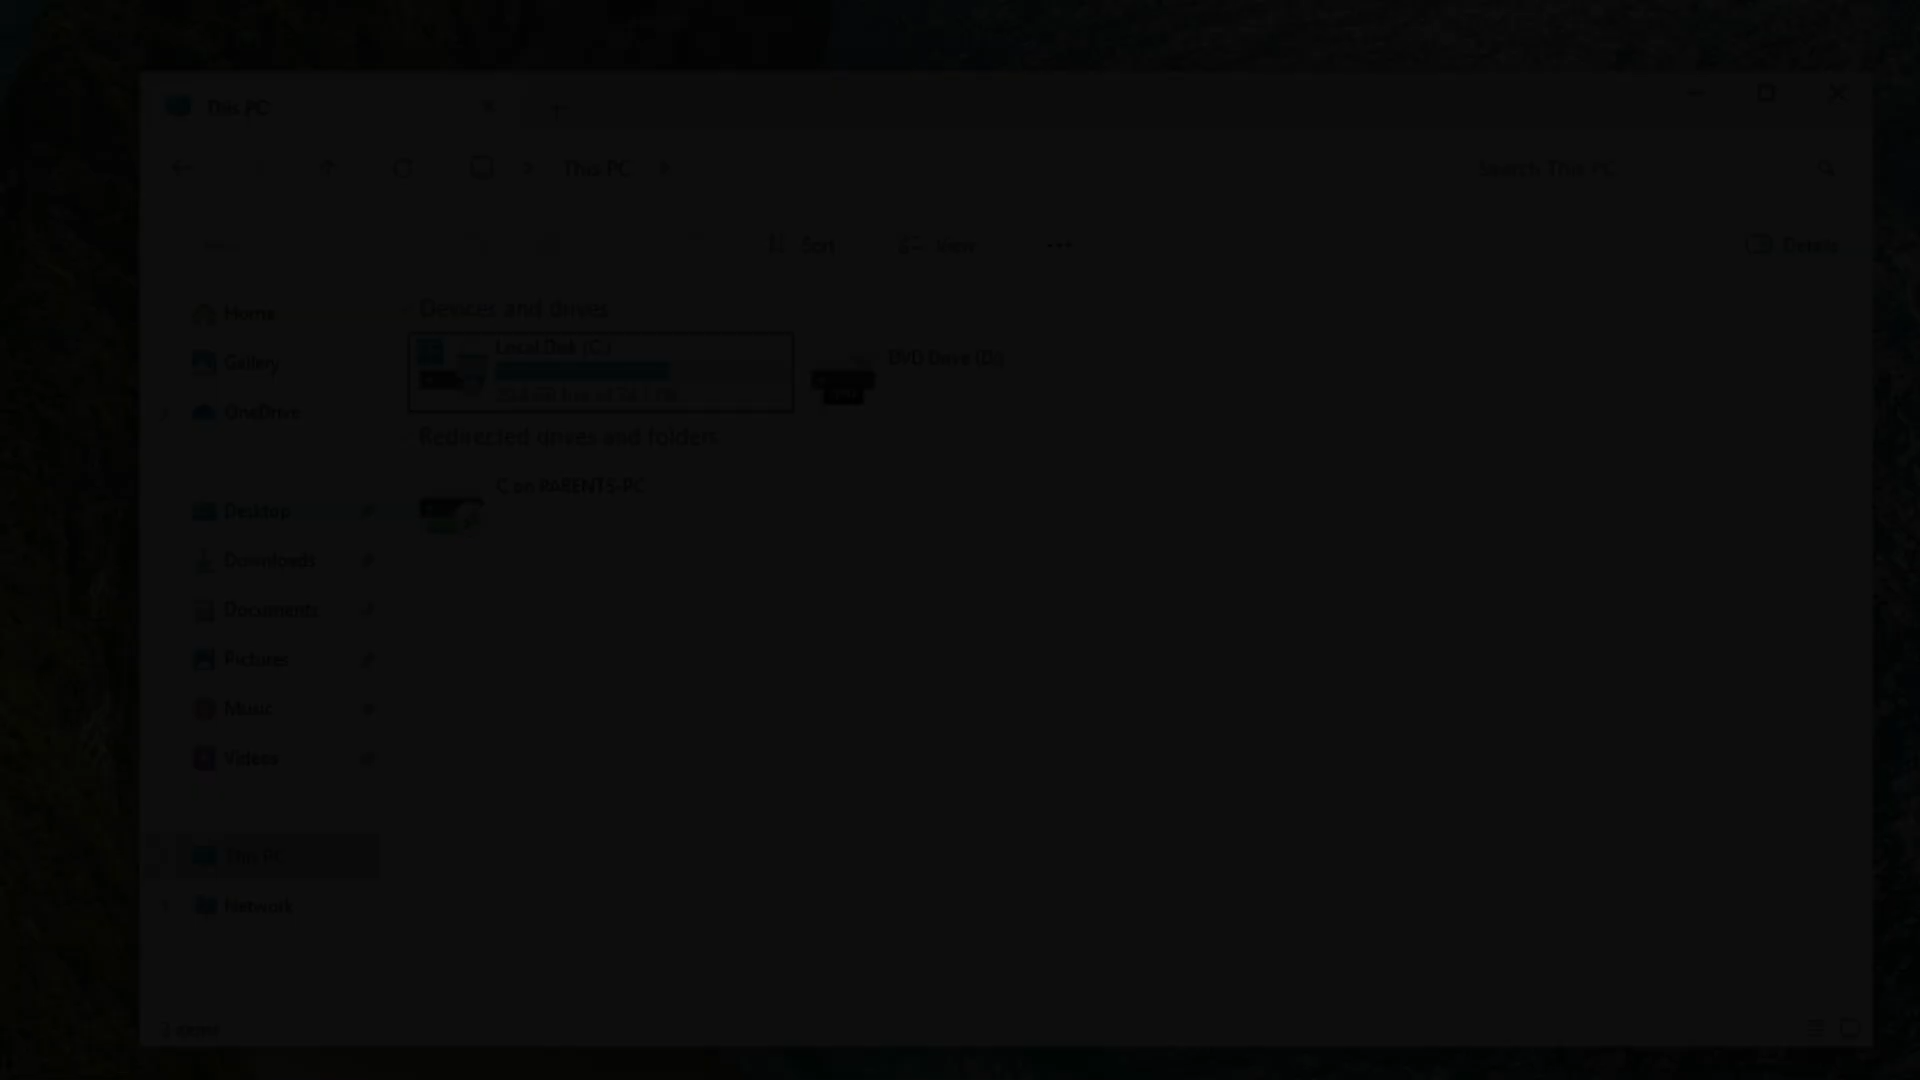 This PC
This PC
Search This PC
Sort
View
Details
Home
Gallery
OneDrive
Desktop
Downloads
Documents
Pictures
Music
Videos
This PC
Network
Devices and drives
Local Disk (C:)
DVD Drive (D:)
Redirected drives and folders
C on PARENTS-PC